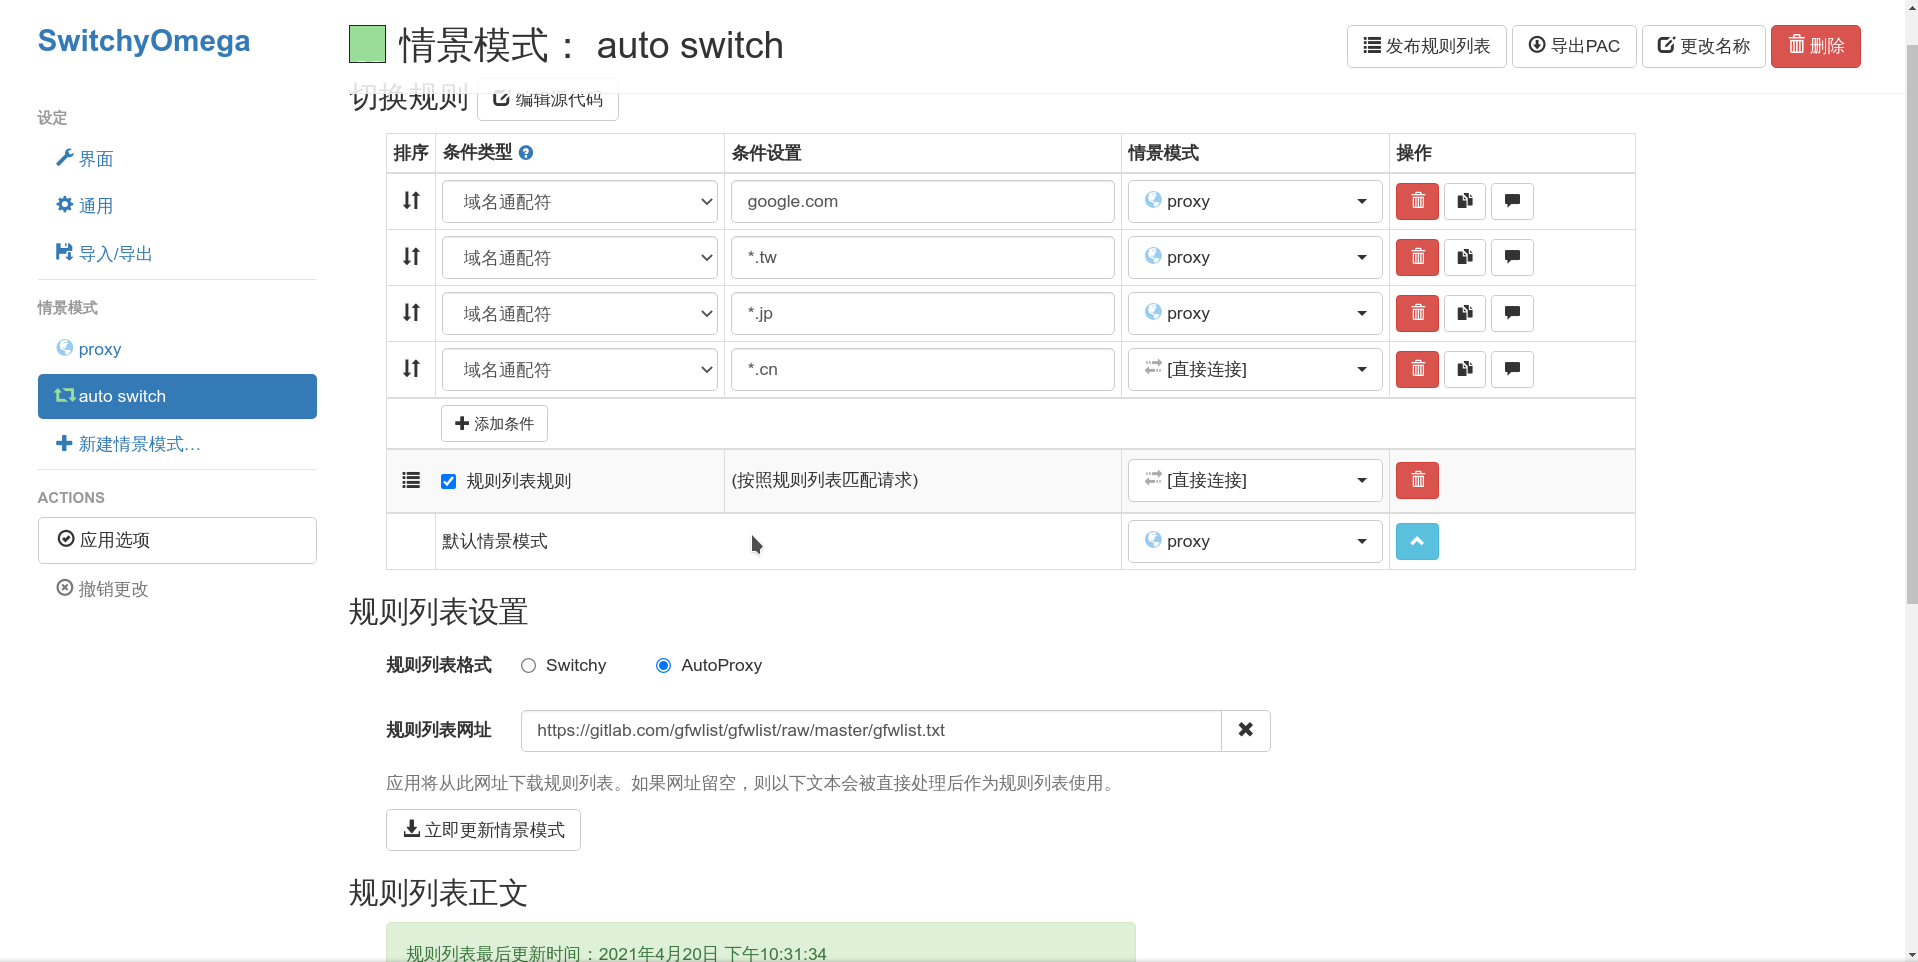 SwitchyOmega
设定
界面
通用
导入/导出
情景模式
proxy
auto switch
新建情景模式…
ACTIONS
应用选项
撤销更改
情景模式： auto switch
发布规则列表
导出PAC
更改名称
删除
切换规则
编辑源代码
排序 条件类型 条件设置 情景模式 操作
域名通配符 google.com proxy
域名通配符 *.tw proxy
域名通配符 *.jp proxy
域名通配符 *.cn [直接连接]
添加条件
规则列表规则 (按照规则列表匹配请求) [直接连接]
默认情景模式 proxy
规则列表设置
规则列表格式 Switchy AutoProxy
规则列表网址 https://gitlab.com/gfwlist/gfwlist/raw/master/gfwlist.txt
应用将从此网址下载规则列表。如果网址留空，则以下文本会被直接处理后作为规则列表使用。
立即更新情景模式
规则列表正文
规则列表最后更新时间：2021年4月20日 下午10:31:34